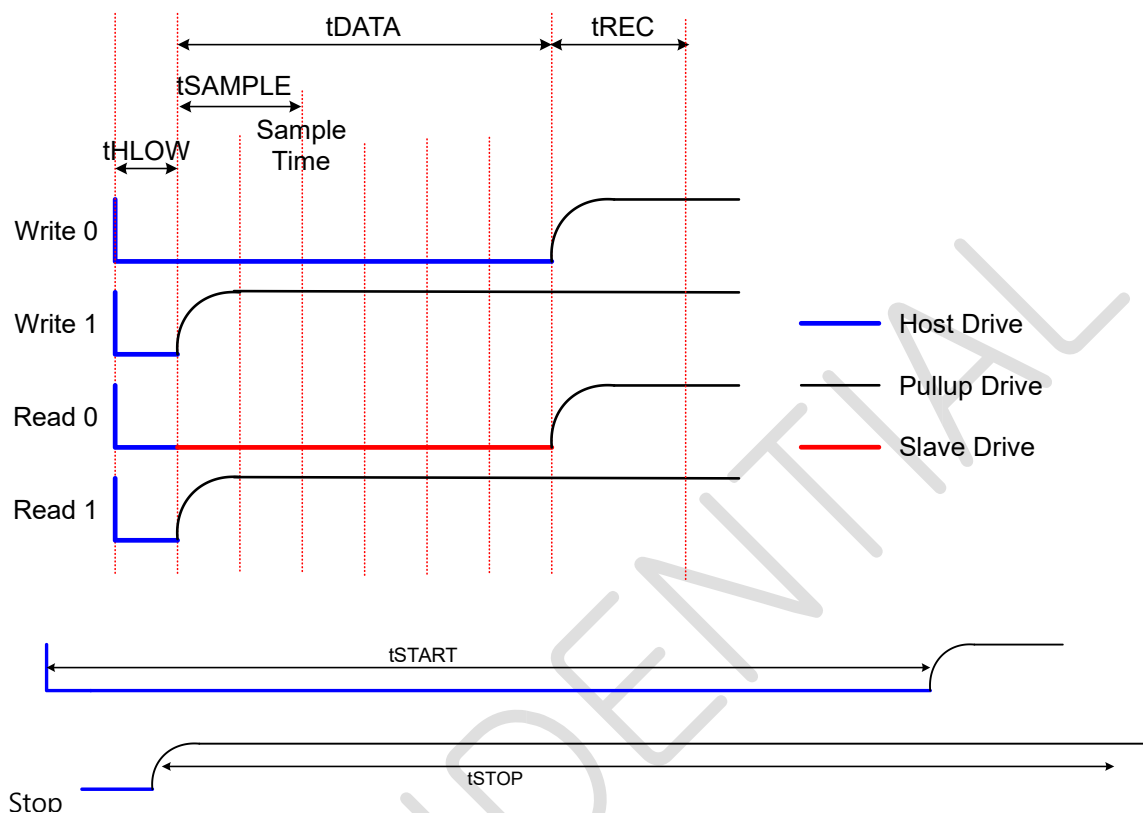 tDATA
tREC
tSAMPLE
Sample
Time
tHLOW
Write 0
Write 1
Host Drive
Pullup Drive
Read 0
Slave Drive
Read 1
tSTART
tSTOP
Stop
DENTIAL